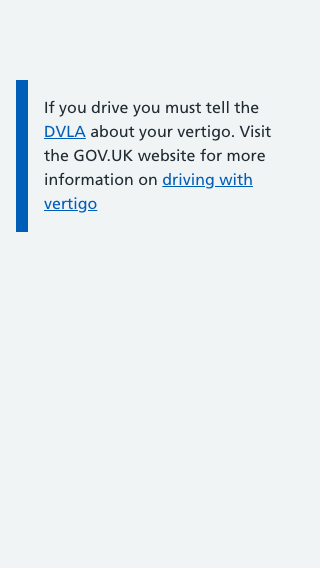 If you drive you must tell the
DVLA about your vertigo. Visit
the GOV.UK website for more
information on driving with
vertigo